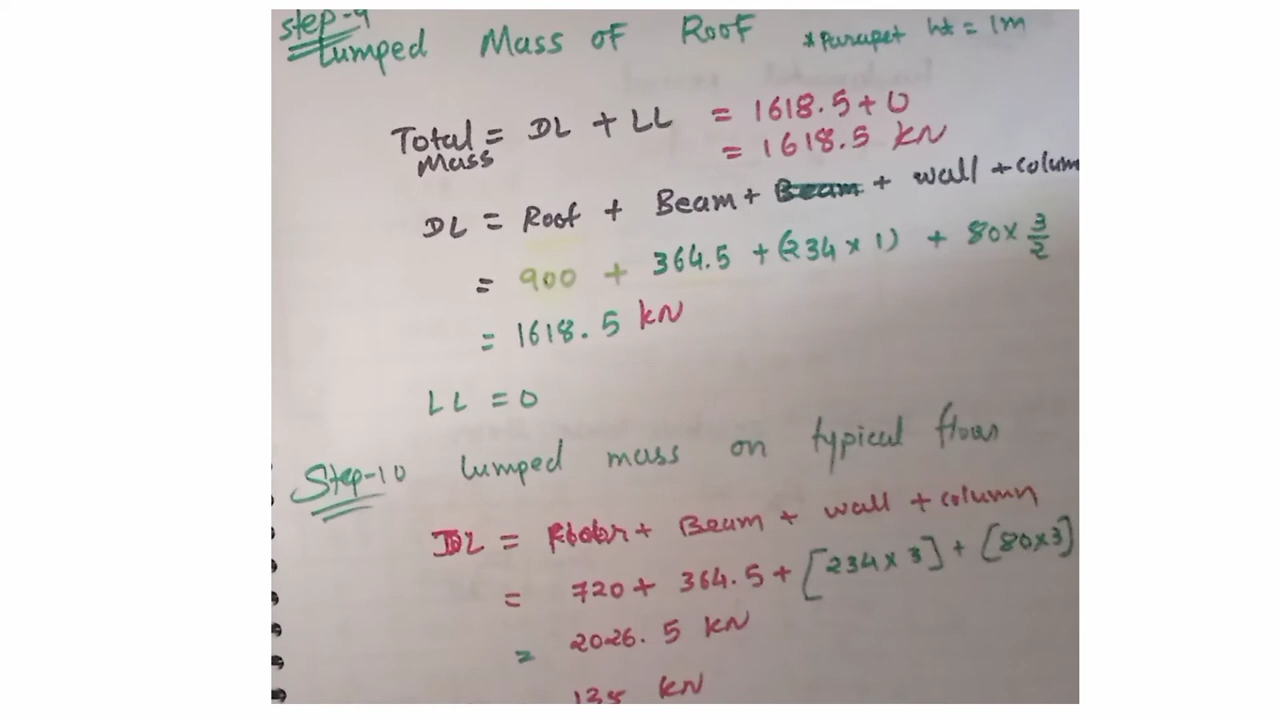 Step-9
Lumped Mass of Roof *Parapet ht = 1m
Total Mass = DL + LL = 1618.5 + 0
= 1618.5 kN
DL = Roof + Beam + Beam + wall + colum
= 900 + 364.5 + (234 × 1) + 80 × 3/2
= 1618.5 kN
LL = 0
Step-10 Lumped mass on typical floor
DL = Floor + Beam + wall + column
= 720 + 364.5 + [234 × 3] + [80×3]
= 2026.5 kN
135 kN